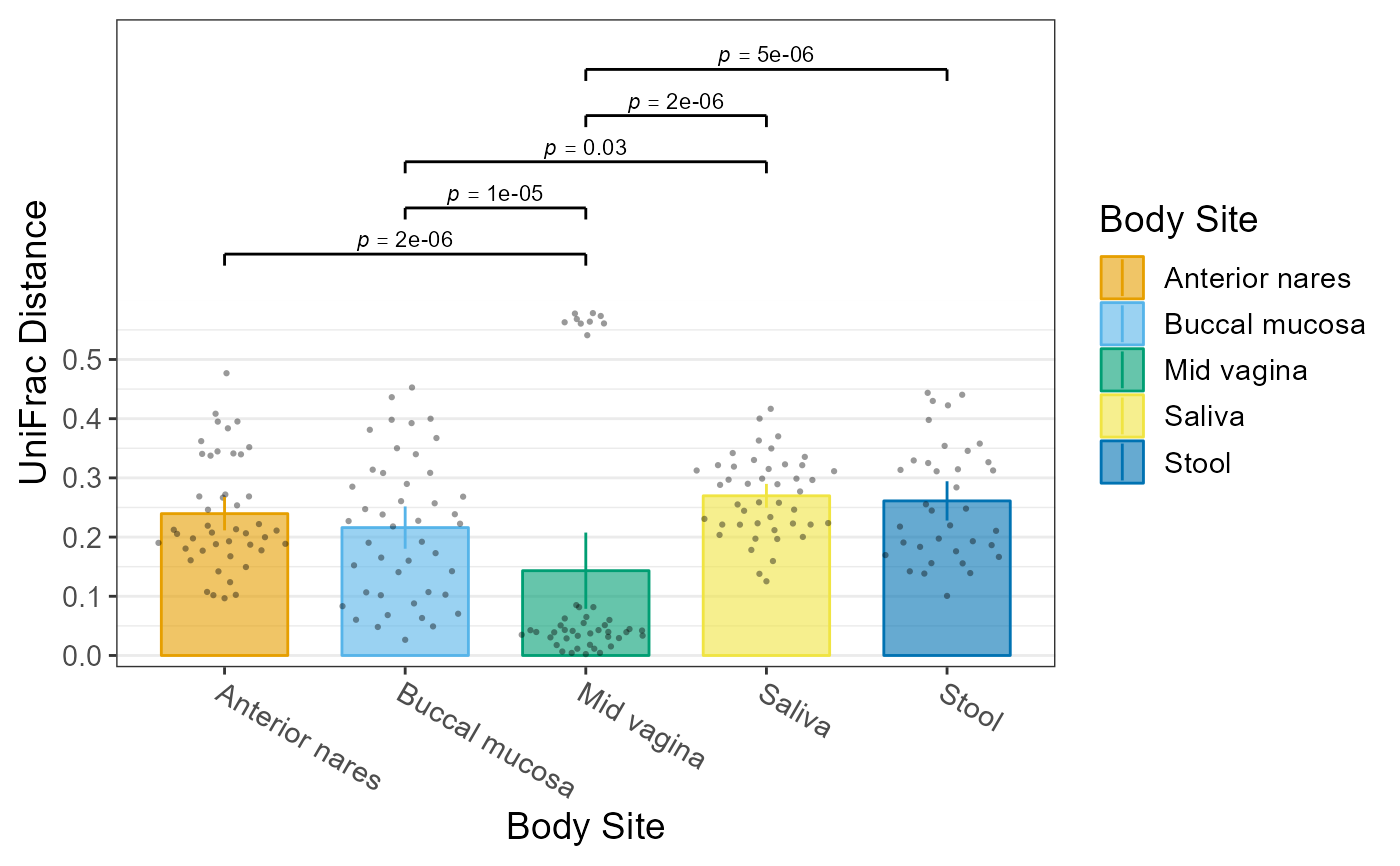 p = 5e-06
p = 2e-06
p = 0.03
p = 1e-05
p = 2e-06
UniFrac Distance
0.5
0.4
0.3
0.2
0.1
0.0
Anterior nares
Buccal mucosa
Mid vagina
Saliva
Stool
Body Site
Body Site
Anterior nares
Buccal mucosa
Mid vagina
Saliva
Stool